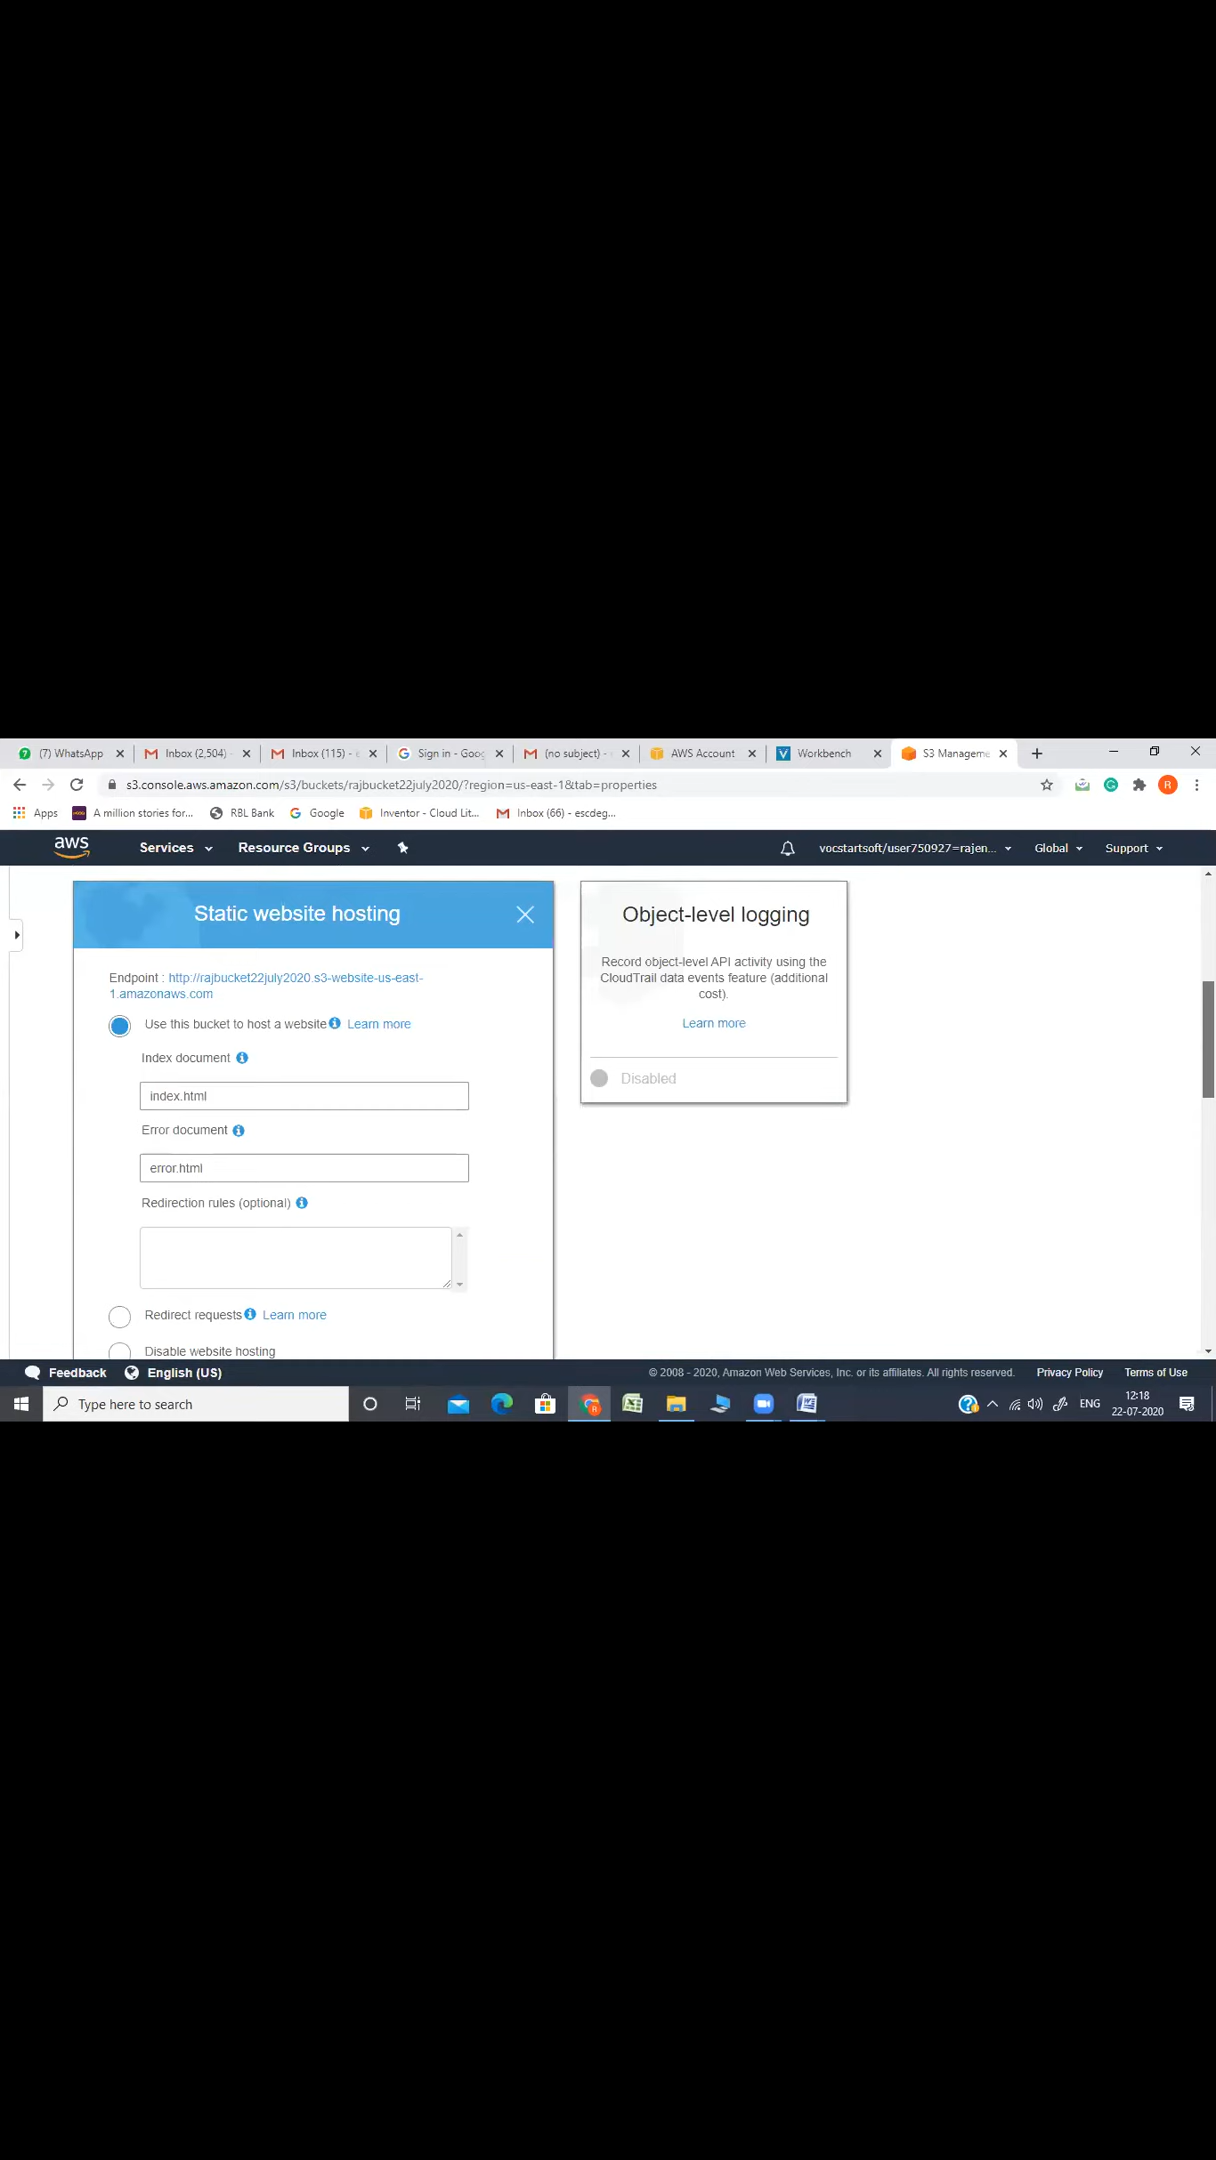 (7) WhatsApp
Inbox (2,504) -
Inbox (115) - e
Sign in - Goog
(no subject) -
AWS Account
Workbench
S3 Manageme
s3.console.aws.amazon.com/s3/buckets/rajbucket22july2020/?region=us-east-1&tab=properties
R
Apps
A million stories for...
RBL Bank
Google
Inventor - Cloud Lit...
Inbox (66) - escdeg...
aws
Services
Resource Groups
vocstartsoft/user750927=rajen...
Global
Support
Static website hosting
Endpoint : http://rajbucket22july2020.s3-website-us-east-
1.amazonaws.com
Use this bucket to host a website Learn more
Index document
index.html
Error document
error.html
Redirection rules (optional)
Redirect requests Learn more
Disable website hosting
Object-level logging
Record object-level API activity using the
CloudTrail data events feature (additional
cost).
Learn more
Disabled
Feedback
English (US)
© 2008 - 2020, Amazon Web Services, Inc. or its affiliates. All rights reserved.
Privacy Policy
Terms of Use
Type here to search
ENG
12:18
22-07-2020